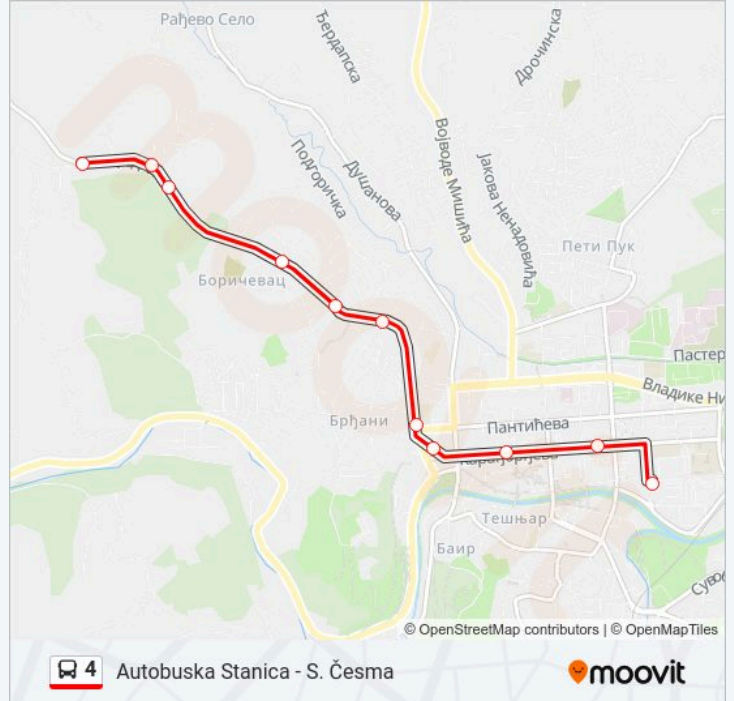 Рађево Село
Ђердапска
Дрочинска
Војводе Мишића
Јакова Ненадовића
Подгоричка
Душанова
Пети Пук
Боричевац
Пастер
Владике Ни
Брђани
Пантићева
Карађорђева
Тешњар
Баир
Суво
© OpenStreetMap contributors | © OpenMapTiles
4 Autobuska Stanica - S. Česma
moovit